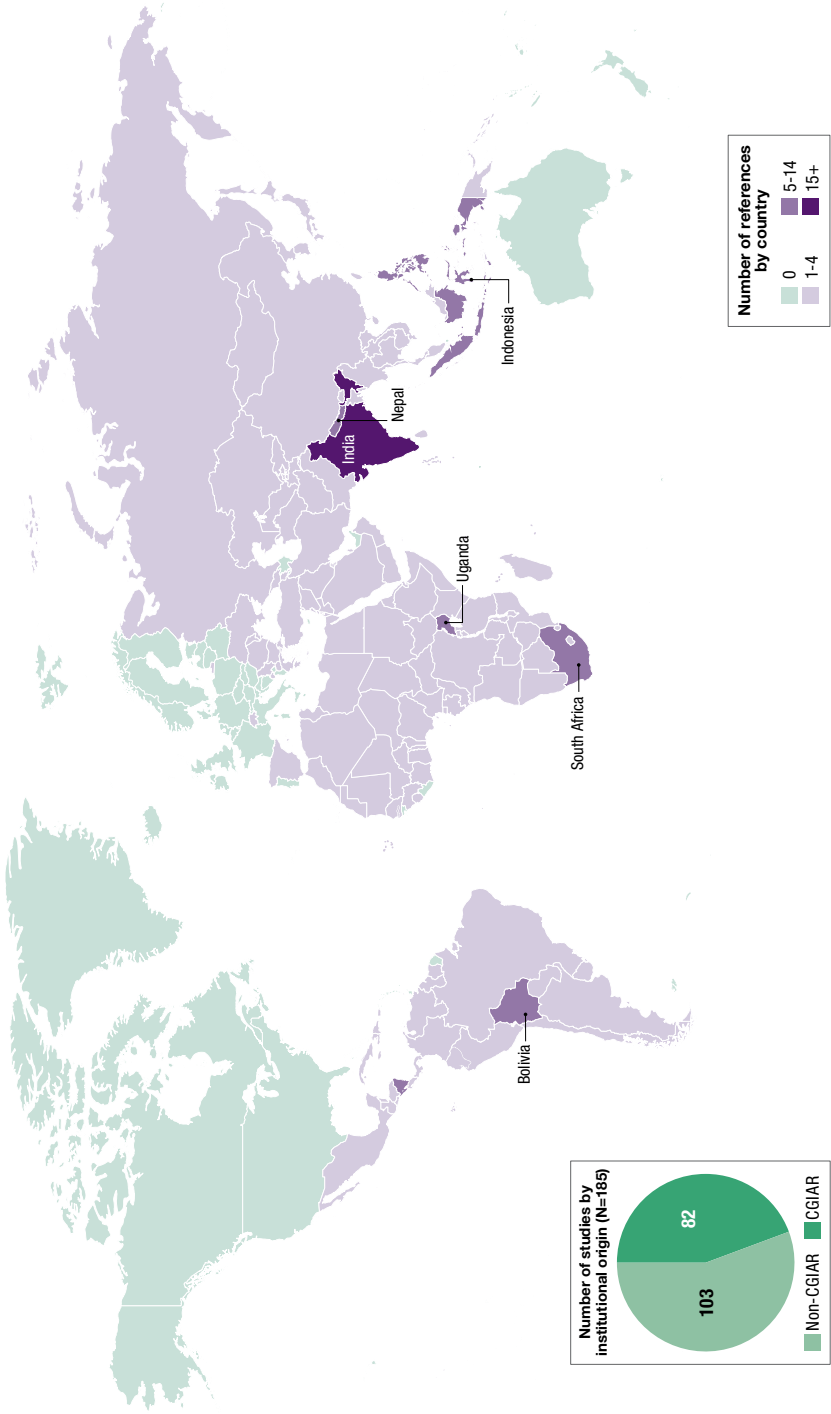 India
Nepal
Indonesia
Uganda
South Africa
Bolivia
Number of studies by
institutional origin (N=185)
103
82
Non-CGIAR
CGIAR
Number of references
by country
0
5-14
1-4
15+